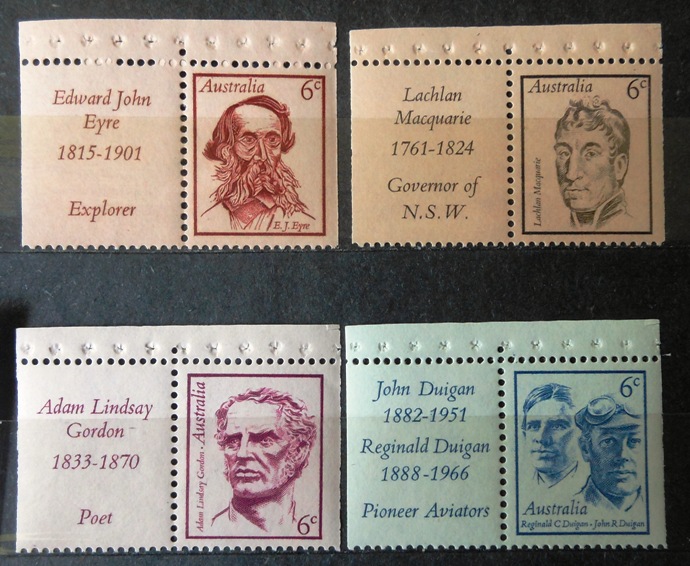 Edward John
Eyre
1815-1901
Explorer
Australia 6c
E. J. Eyre
Lachlan
Macquarie
1761-1824
Governor of
N.S.W.
Australia 6c
Lachlan Macquarie
Adam Lindsay
Gordon
1833-1870
Poet
Adam Lindsay Gordon · Australia
6c
John Duigan
1882-1951
Reginald Duigan
1888-1966
Pioneer Aviators
6c
Australia
Reginald C Duigan · John R Duigan